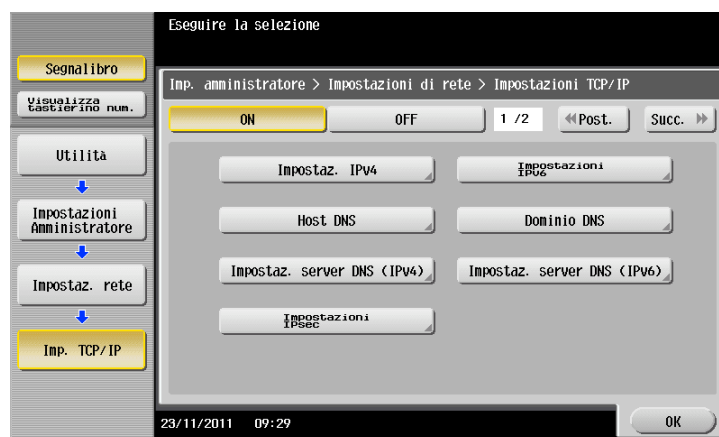 Eseguire la selezione
Segnalibro
Visualizza
tastierino num.
Imp. amministratore > Impostazioni di rete > Impostazioni TCP/IP
ON
OFF
1 /2
Post.
Succ.
Utilità
Impostazioni
Amministratore
Impostaz. rete
Imp. TCP/IP
Impostaz. IPv4
Impostazioni
IPv6
Host DNS
Dominio DNS
Impostaz. server DNS (IPv4)
Impostaz. server DNS (IPv6)
Impostazioni
IPsec
23/11/2011 09:29
OK